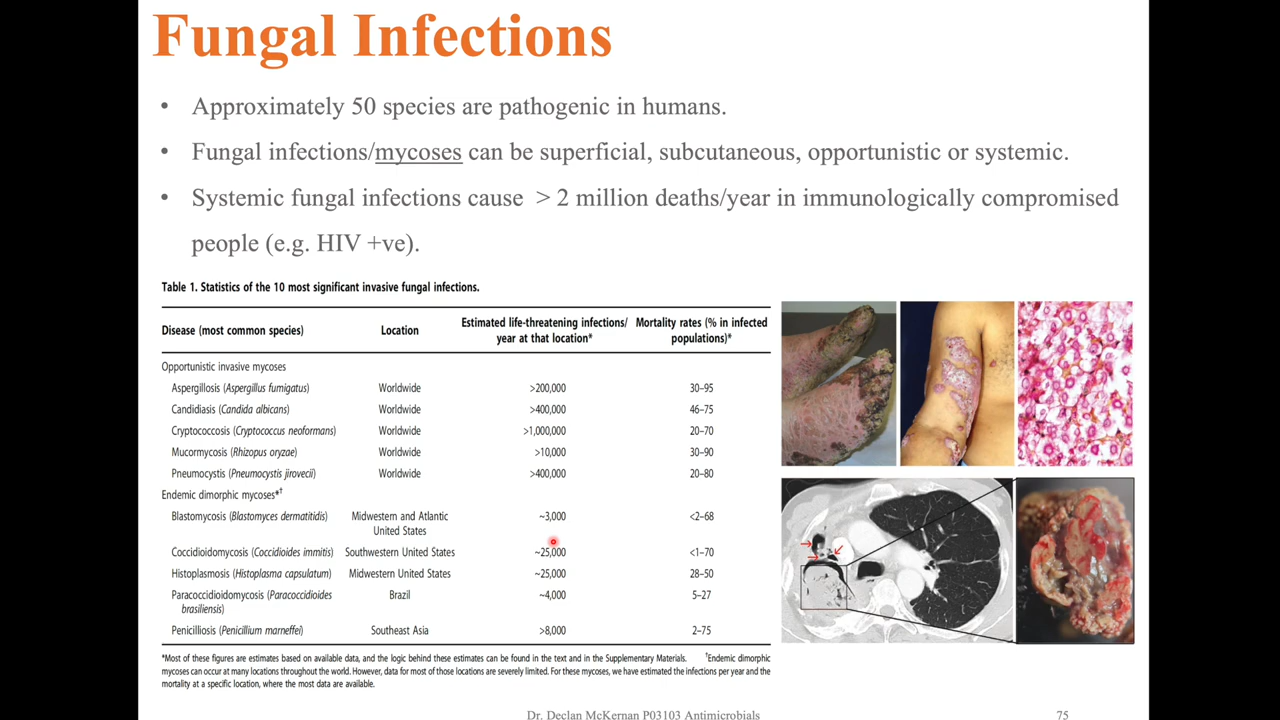 Fungal Infections
• Approximately 50 species are pathogenic in humans.
• Fungal infections/mycoses can be superficial, subcutaneous, opportunistic or systemic.
• Systemic fungal infections cause > 2 million deaths/year in immunologically compromised
people (e.g. HIV +ve).
Table 1. Statistics of the 10 most significant invasive fungal infections.
Disease (most common species) Location Estimated life-threatening infections/ year at that location* Mortality rates (% in infected populations)*
Opportunistic invasive mycoses
Aspergillosis (Aspergillus fumigatus) Worldwide >200,000 30–95
Candidiasis (Candida albicans) Worldwide >400,000 46–75
Cryptococcosis (Cryptococcus neoformans) Worldwide >1,000,000 20–70
Mucormycosis (Rhizopus oryzae) Worldwide >10,000 30–90
Pneumocystis (Pneumocystis jirovecii) Worldwide >400,000 20–80
Endemic dimorphic mycoses*†
Blastomycosis (Blastomyces dermatitidis) Midwestern and Atlantic United States ~3,000 <2–68
Coccidioidomycosis (Coccidioides immitis) Southwestern United States ~25,000 <1–70
Histoplasmosis (Histoplasma capsulatum) Midwestern United States ~25,000 28–50
Paracoccidioidomycosis (Paracoccidioides brasiliensis) Brazil ~4,000 5–27
Penicilliosis (Penicillium marneffei) Southeast Asia >8,000 2–75
*Most of these figures are estimates based on available data, and the logic behind these estimates can be found in the text and in the Supplementary Materials. †Endemic dimorphic
mycoses can occur at many locations throughout the world. However, data for most of those locations are severely limited. For these mycoses, we have estimated the infections per year and the
mortality at a specific location, where the most data are available.
Dr. Declan McKernan P03103 Antimicrobials 75